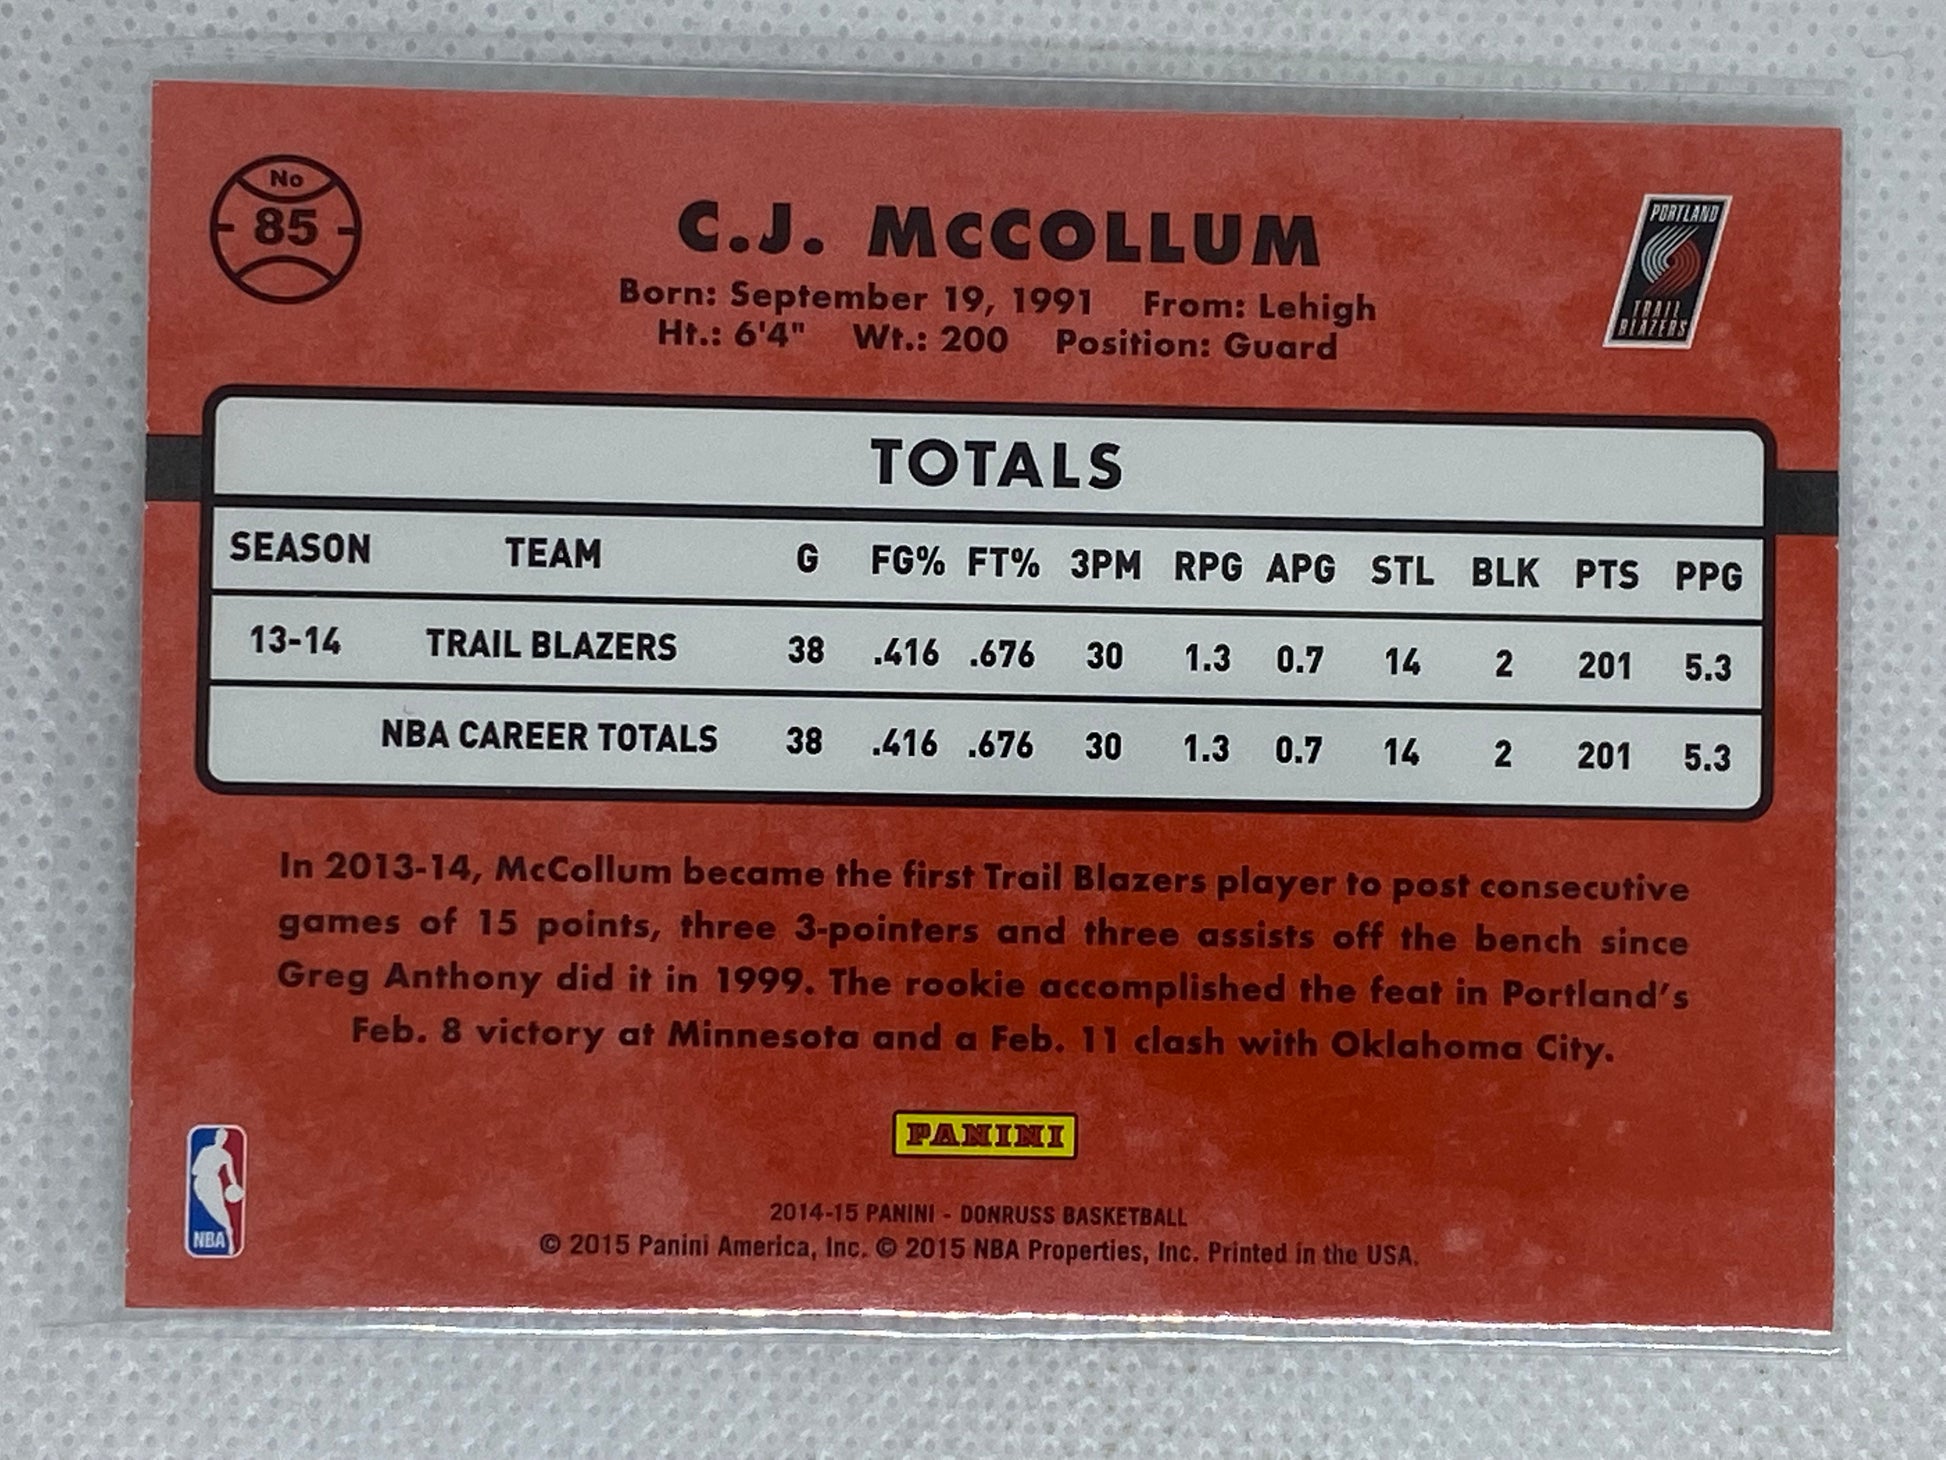 No
85
C.J. McCOLLUM
Born: September 19, 1991 From: Lehigh
Ht.: 6'4" Wt.: 200 Position: Guard
PORTLAND
TRAIL
BLAZERS
TOTALS
SEASON TEAM G FG% FT% 3PM RPG APG STL BLK PTS PPG
13-14 TRAIL BLAZERS 38 .416 .676 30 1.3 0.7 14 2 201 5.3
NBA CAREER TOTALS 38 .416 .676 30 1.3 0.7 14 2 201 5.3
In 2013-14, McCollum became the first Trail Blazers player to post consecutive
games of 15 points, three 3-pointers and three assists off the bench since
Greg Anthony did it in 1999. The rookie accomplished the feat in Portland's
Feb. 8 victory at Minnesota and a Feb. 11 clash with Oklahoma City.
PANINI
NBA
2014-15 PANINI - DONRUSS BASKETBALL
© 2015 Panini America, Inc. © 2015 NBA Properties, Inc. Printed in the USA.